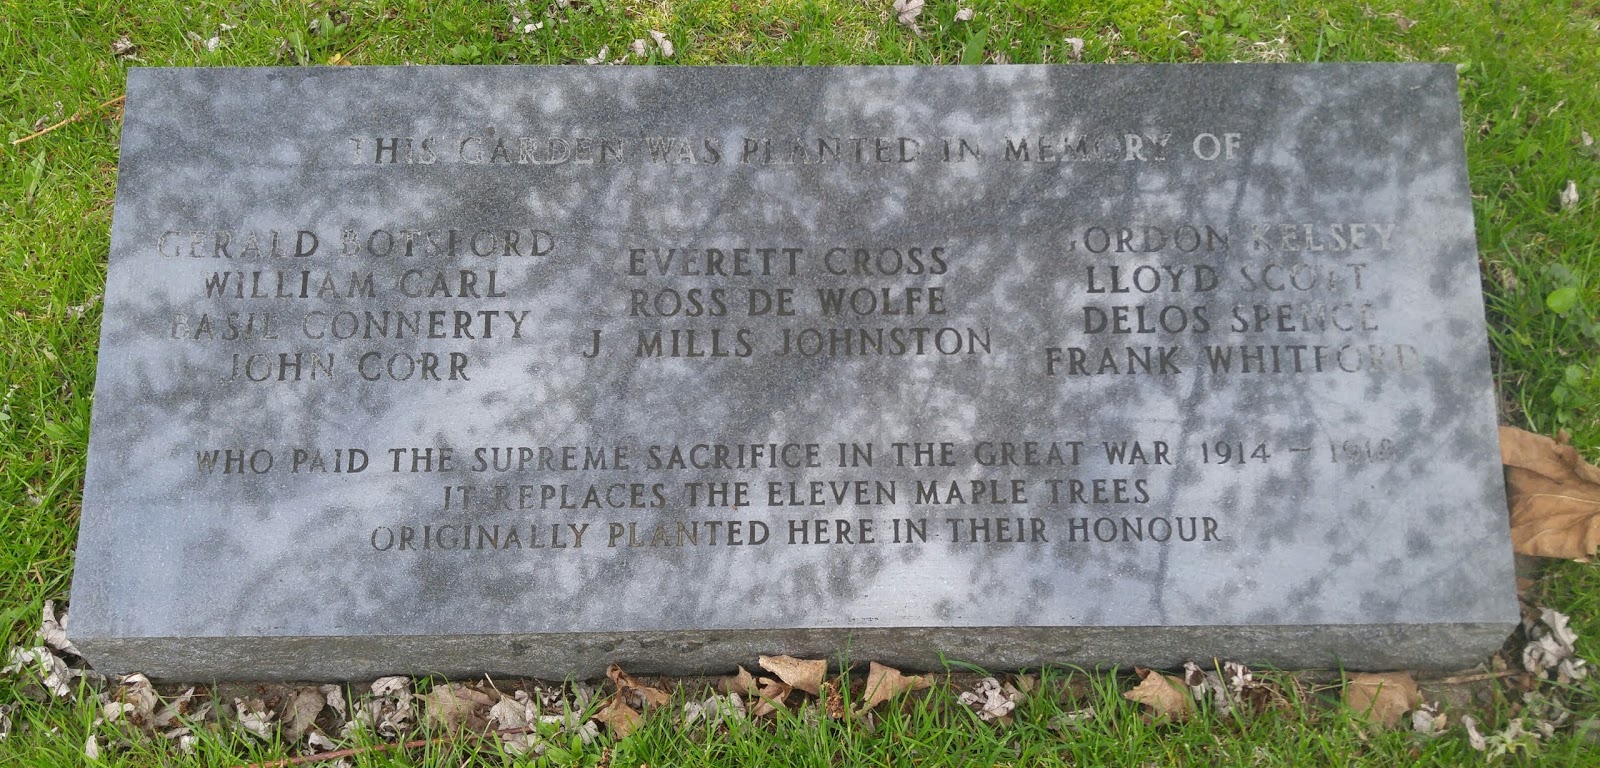 THIS GARDEN WAS PLANTED IN MEMORY OF
GERALD BOTSFORD
WILLIAM CARL
BASIL CONNERTY
JOHN CORR
EVERETT CROSS
ROSS DE WOLFE
J. MILLS JOHNSTON
GORDON KELSEY
LLOYD SCOTT
DELOS SPENCE
FRANK WHITFORD
WHO PAID THE SUPREME SACRIFICE IN THE GREAT WAR 1914 – 1918
IT REPLACES THE ELEVEN MAPLE TREES
ORIGINALLY PLANTED HERE IN THEIR HONOUR